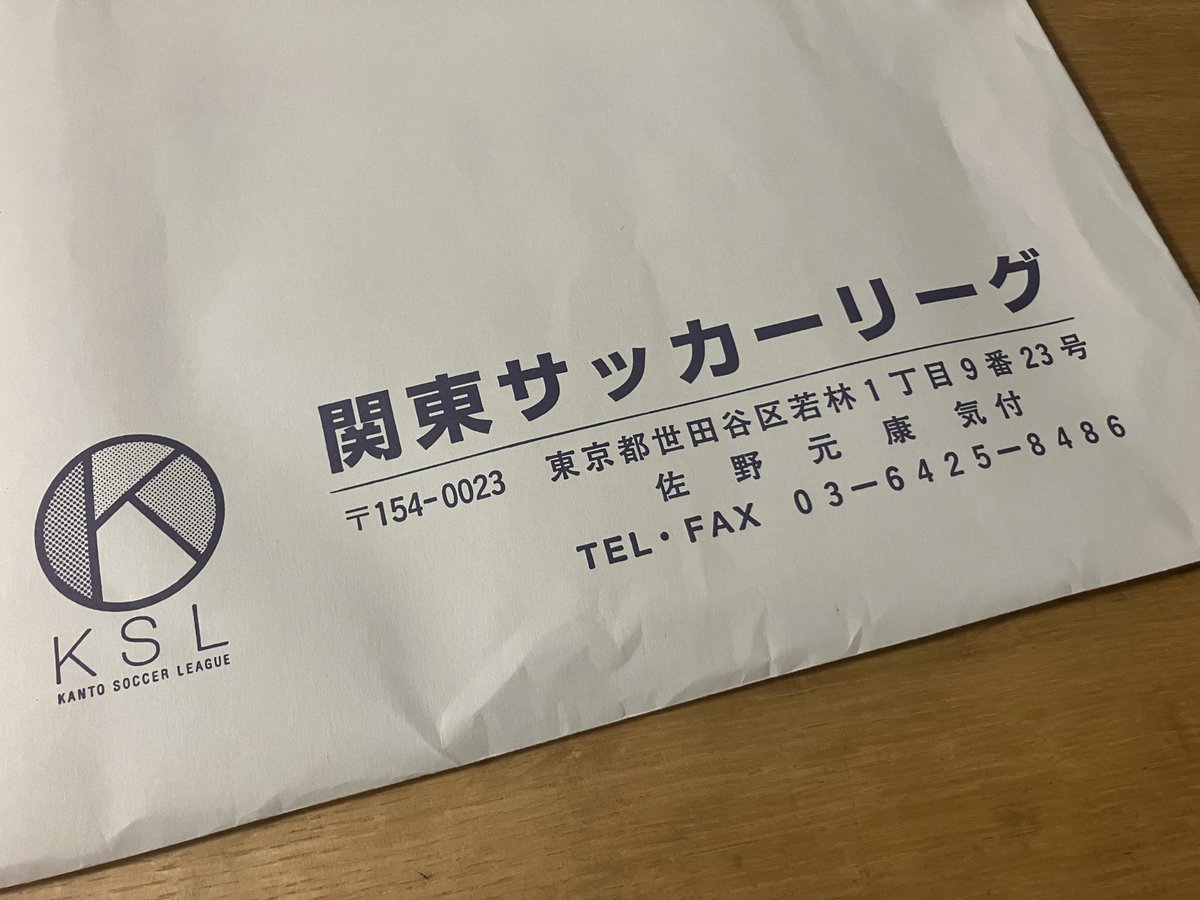 関東サッカーリーグ
〒154-0023 東京都世田谷区若林1丁目9番23号
佐野元康気付
TEL・FAX 03-6425-8486
K
KSL
KANTO SOCCER LEAGUE